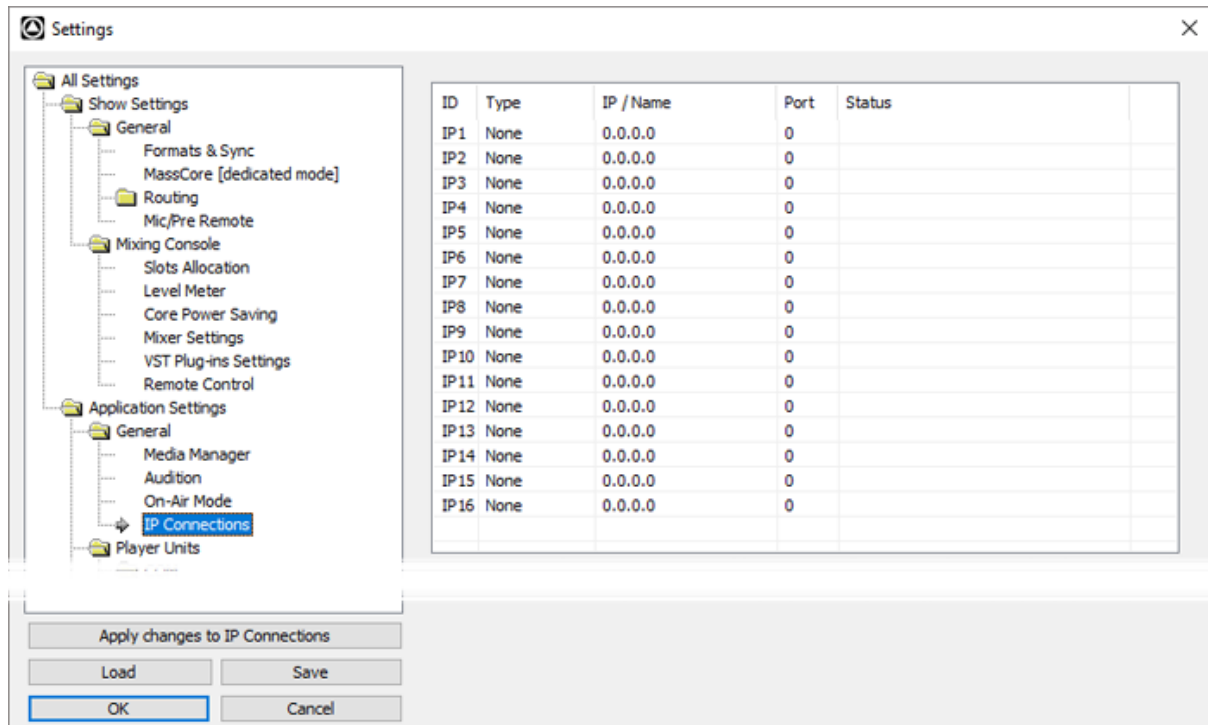 Settings
All Settings
Show Settings
General
Formats & Sync
MassCore [dedicated mode]
Routing
Mic/Pre Remote
Mixing Console
Slots Allocation
Level Meter
Core Power Saving
Mixer Settings
VST Plug-ins Settings
Remote Control
Application Settings
General
Media Manager
Audition
On-Air Mode
IP Connections
Player Units
Apply changes to IP Connections
Load Save
OK Cancel
ID Type IP / Name Port Status
IP1 None 0.0.0.0 0
IP2 None 0.0.0.0 0
IP3 None 0.0.0.0 0
IP4 None 0.0.0.0 0
IP5 None 0.0.0.0 0
IP6 None 0.0.0.0 0
IP7 None 0.0.0.0 0
IP8 None 0.0.0.0 0
IP9 None 0.0.0.0 0
IP10 None 0.0.0.0 0
IP11 None 0.0.0.0 0
IP12 None 0.0.0.0 0
IP13 None 0.0.0.0 0
IP14 None 0.0.0.0 0
IP15 None 0.0.0.0 0
IP16 None 0.0.0.0 0